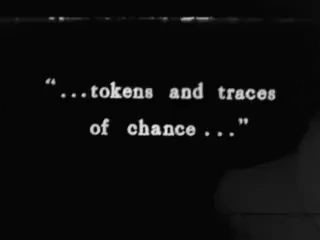 “...tokens and traces
of chance...”